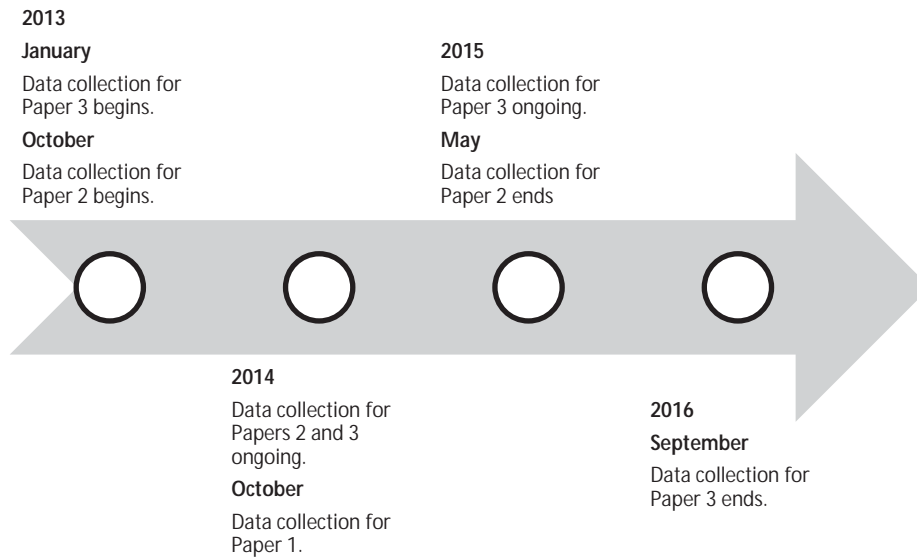 2013
January
Data collection for
Paper 3 begins.
October
Data collection for
Paper 2 begins.
2014
Data collection for
Papers 2 and 3
ongoing.
October
Data collection for
Paper 1.
2015
Data collection for
Paper 3 ongoing.
May
Data collection for
Paper 2 ends
2016
September
Data collection for
Paper 3 ends.